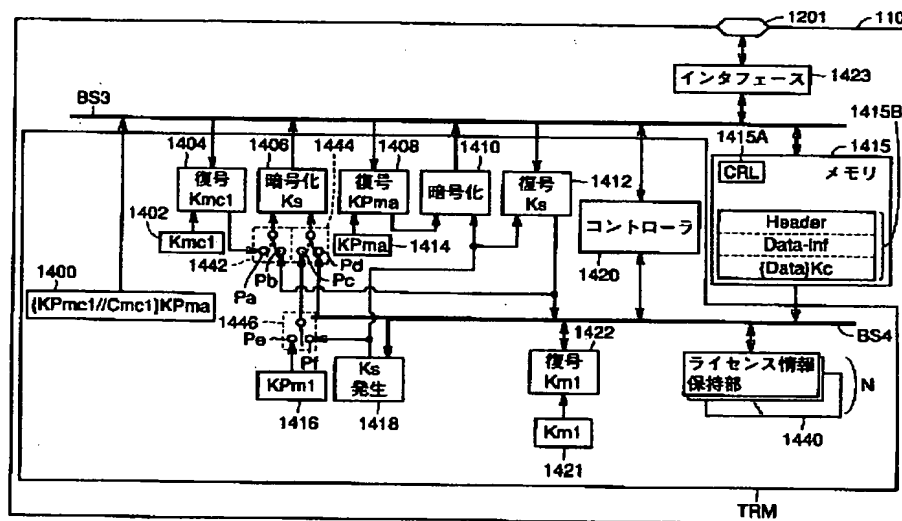 1201
110
インタフェース
1423
BS3
1415B
1404
1406
1444
1408
1410
1415A
1415
復号
Kmc1
暗号化
Ks
復号
KPma
暗号化
復号
Ks
1412
CRL
メモリ
1402
Kmc1
KPma
1414
コントローラ
1420
Header
Data-inf
{Data}Kc
1442
Pa
Pb
Pc
Pd
1400
{KPmc1//Cmc1}KPma
1446
Pe
Pf
1422
BS4
KPm1
1416
Ks
発生
1418
復号
Km1
Km1
1421
ライセンス情報
保持部
N
1440
TRM